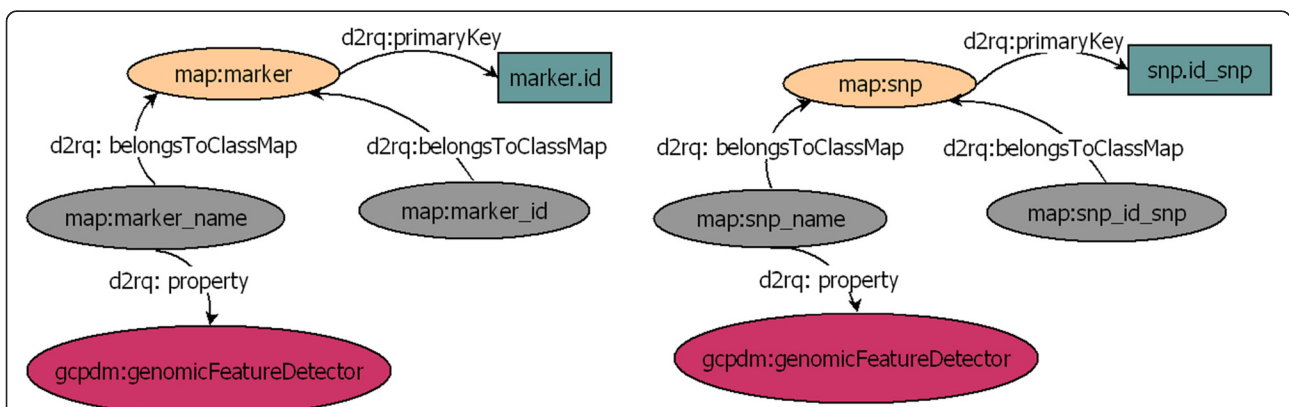 d2rq:primaryKey
map:marker
marker.id
d2rq: belongsToClassMap
d2rq:belongsToClassMap
map:marker_name
map:marker_id
d2rq: property
gcpdm:genomicFeatureDetector
d2rq:primaryKey
map:snp
snp.id_snp
d2rq: belongsToClassMap
d2rq:belongsToClassMap
map:snp_name
map:snp_id_snp
d2rq: property
gcpdm:genomicFeatureDetector